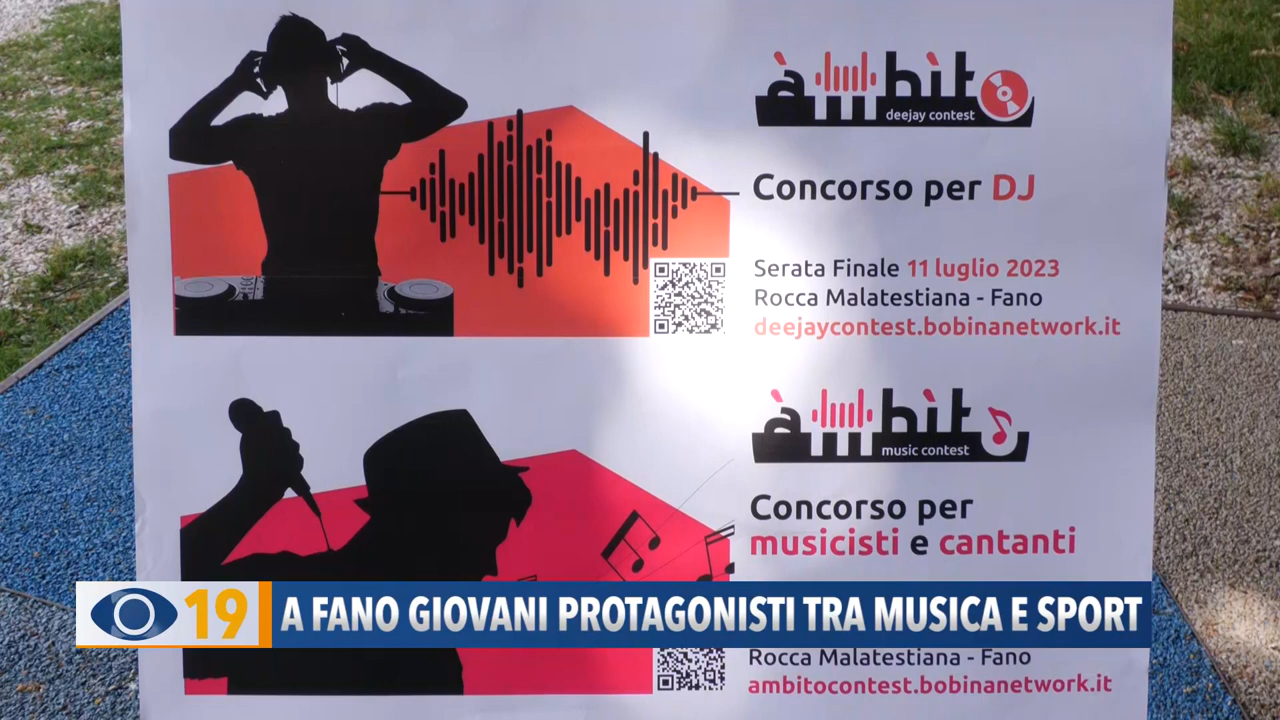 àmbito
deejay contest
Concorso per DJ
Serata Finale 11 luglio 2023
Rocca Malatestiana - Fano
deejaycontest.bobinanetwork.it
àmbito
music contest
Concorso per
musicisti e cantanti
19 A FANO GIOVANI PROTAGONISTI TRA MUSICA E SPORT
Rocca Malatestiana - Fano
ambitocontest.bobinanetwork.it